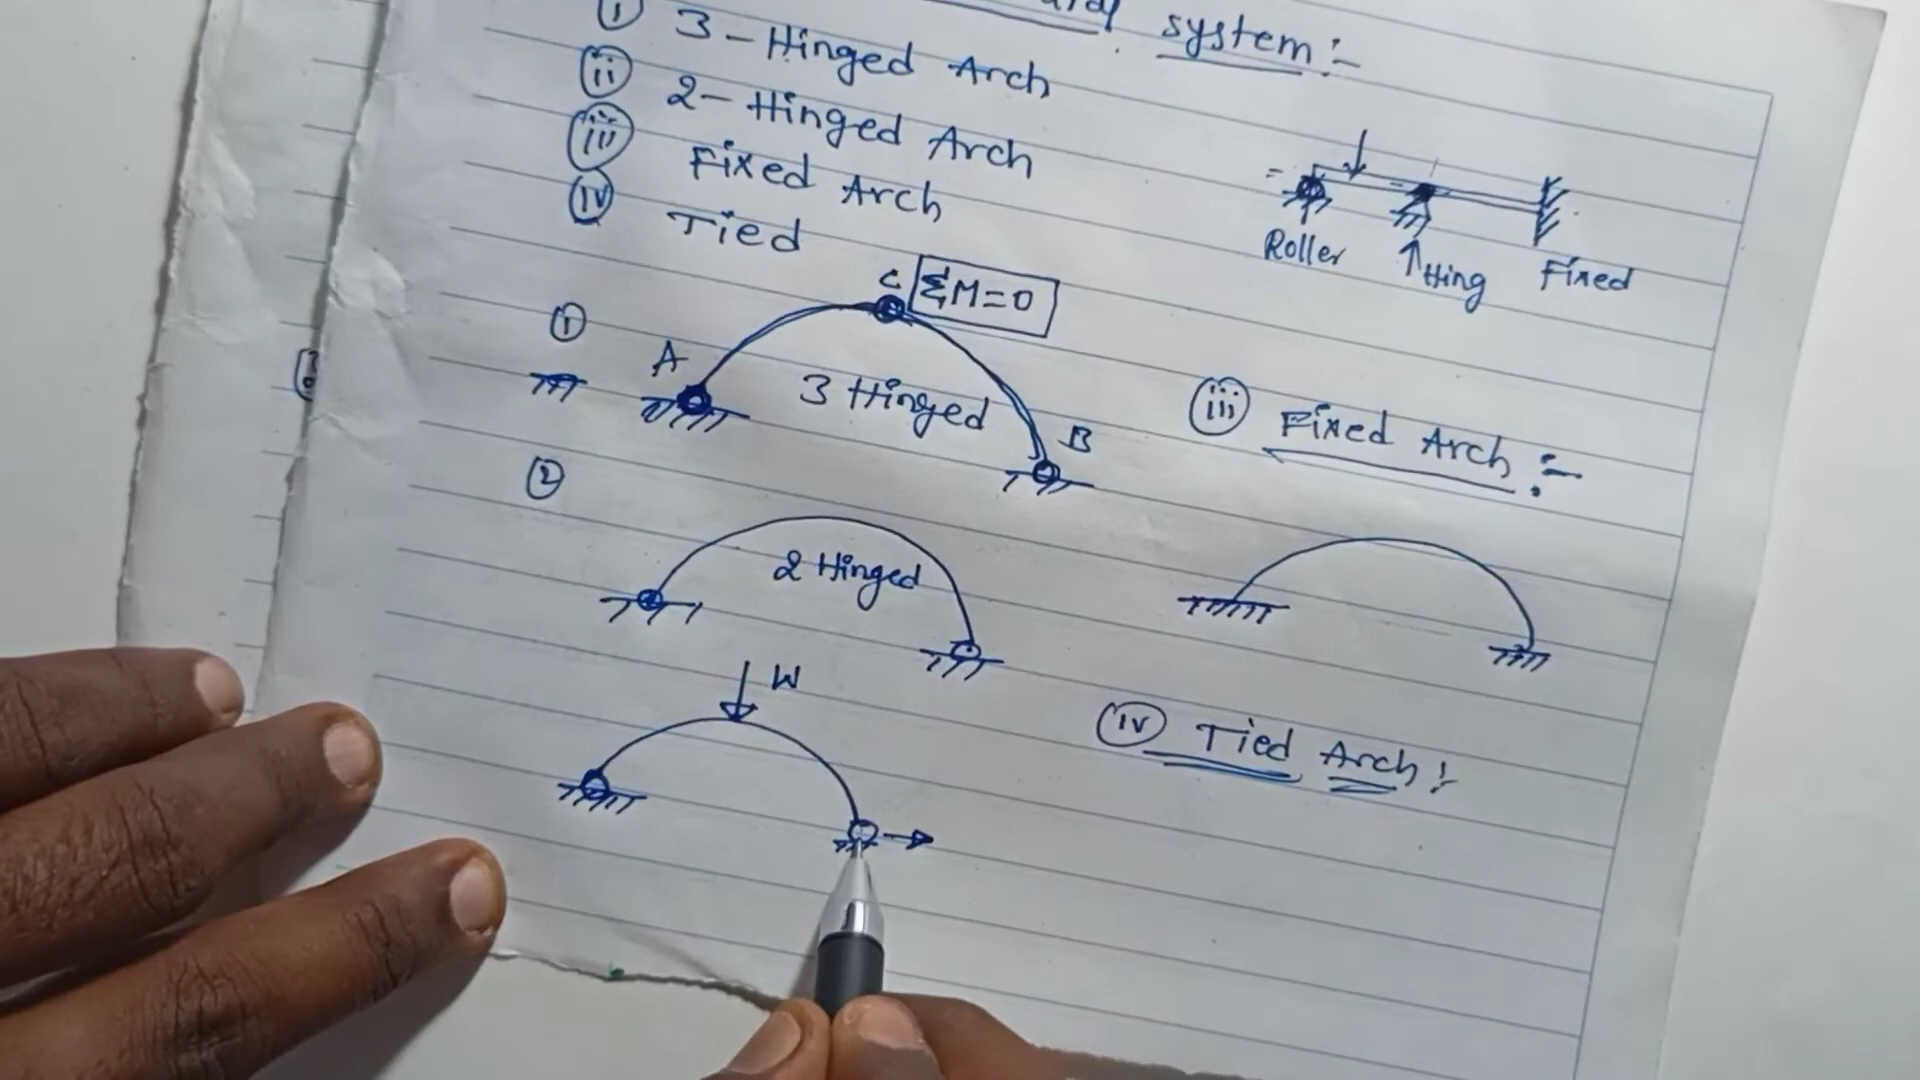 system:-
(i) 3-Hinged Arch
(ii) 2-Hinged Arch
(iii) Fixed Arch
(iv) Tied
Roller
Hing
Fixed
C ΣM=0
①
A
3 Hinged
B
②
2 Hinged
W
(iii) Fixed Arch :-
(iv) Tied Arch :